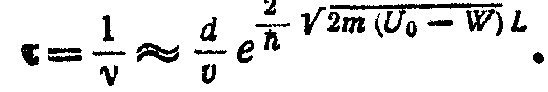 τ = 1/ν ≈ d/υ e^{2/ħ √(2m (U₀ − W)) L}.